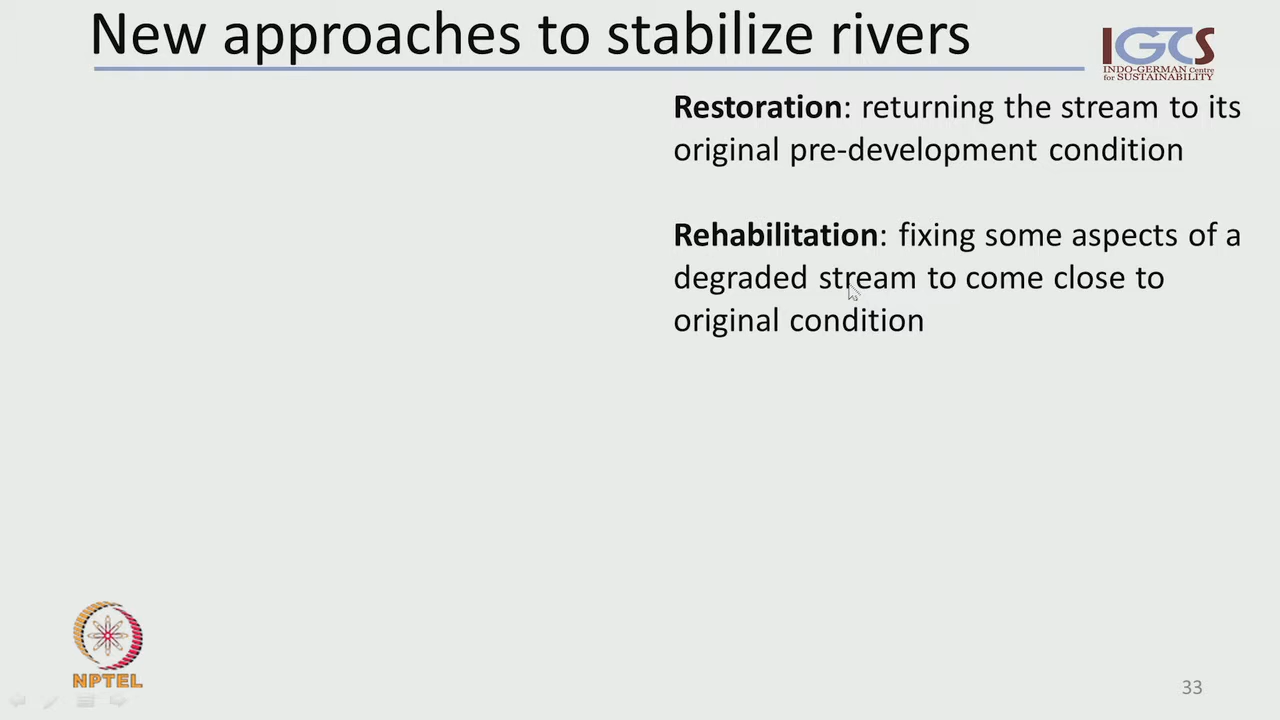 New approaches to stabilize rivers
IGCS
INDO-GERMAN Centre
for SUSTAINABILITY
Restoration: returning the stream to its
original pre-development condition
Rehabilitation: fixing some aspects of a
degraded stream to come close to
original condition
NPTEL
33